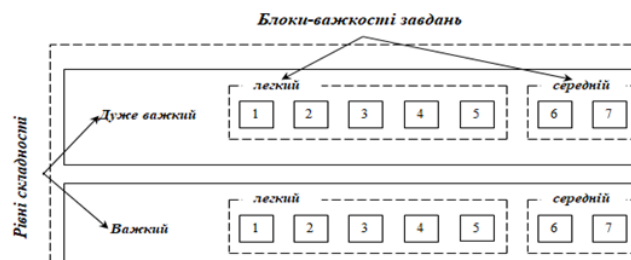 Блоки-важкості завдань
легкий середній
Дуже важкий 1 2 3 4 5 6 7
Рівні складності
легкий середній
Важкий 1 2 3 4 5 6 7